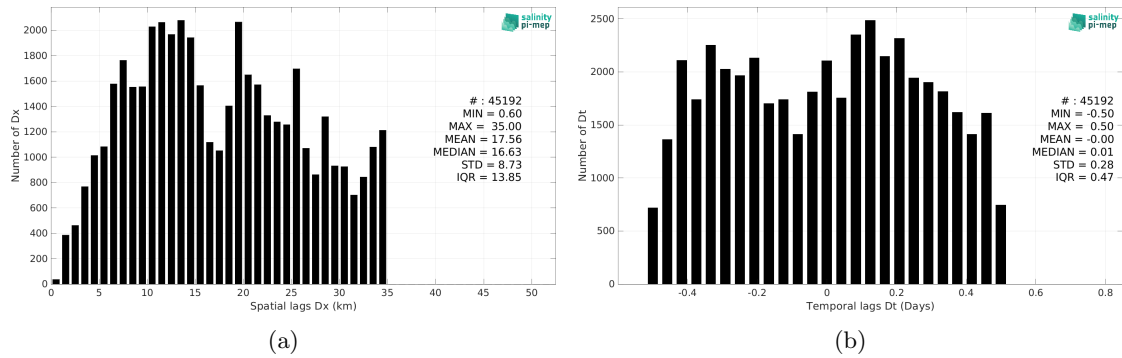 2000
1800
1600
1400
1200
1000
800
600
400
200
0
Number of Dx
0 5 10 15 20 25 30 35 40 45 50
Spatial lags Dx (km)
salinity
pi-mep
# : 45192
MIN = 0.60
MAX = 35.00
MEAN = 17.56
MEDIAN = 16.63
STD = 8.73
IQR = 13.85
(a)
2500
2000
1500
1000
500
0
Number of Dt
-0.4 -0.2 0 0.2 0.4 0.6 0.8
Temporal lags Dt (Days)
salinity
pi-mep
# : 45192
MIN = -0.50
MAX = 0.50
MEAN = -0.00
MEDIAN = 0.01
STD = 0.28
IQR = 0.47
(b)